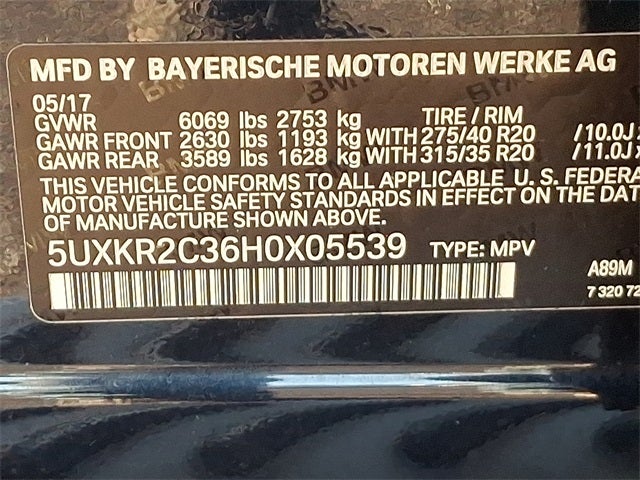 MFD BY BAYERISCHE MOTOREN WERKE AG
05/17
GVWR 6069 lbs 2753 kg TIRE / RIM
GAWR FRONT 2630 lbs 1193 kg WITH 275/40 R20 /10.0J
GAWR REAR 3589 lbs 1628 kg WITH 315/35 R20 /11.0J
THIS VEHICLE CONFORMS TO ALL APPLICABLE U. S. FEDERA
MOTOR VEHICLE SAFETY STANDARDS IN EFFECT ON THE DAT
OF MANUFACTURE SHOWN ABOVE.
5UXKR2C36H0X05539 TYPE: MPV
A89M
7 320 72